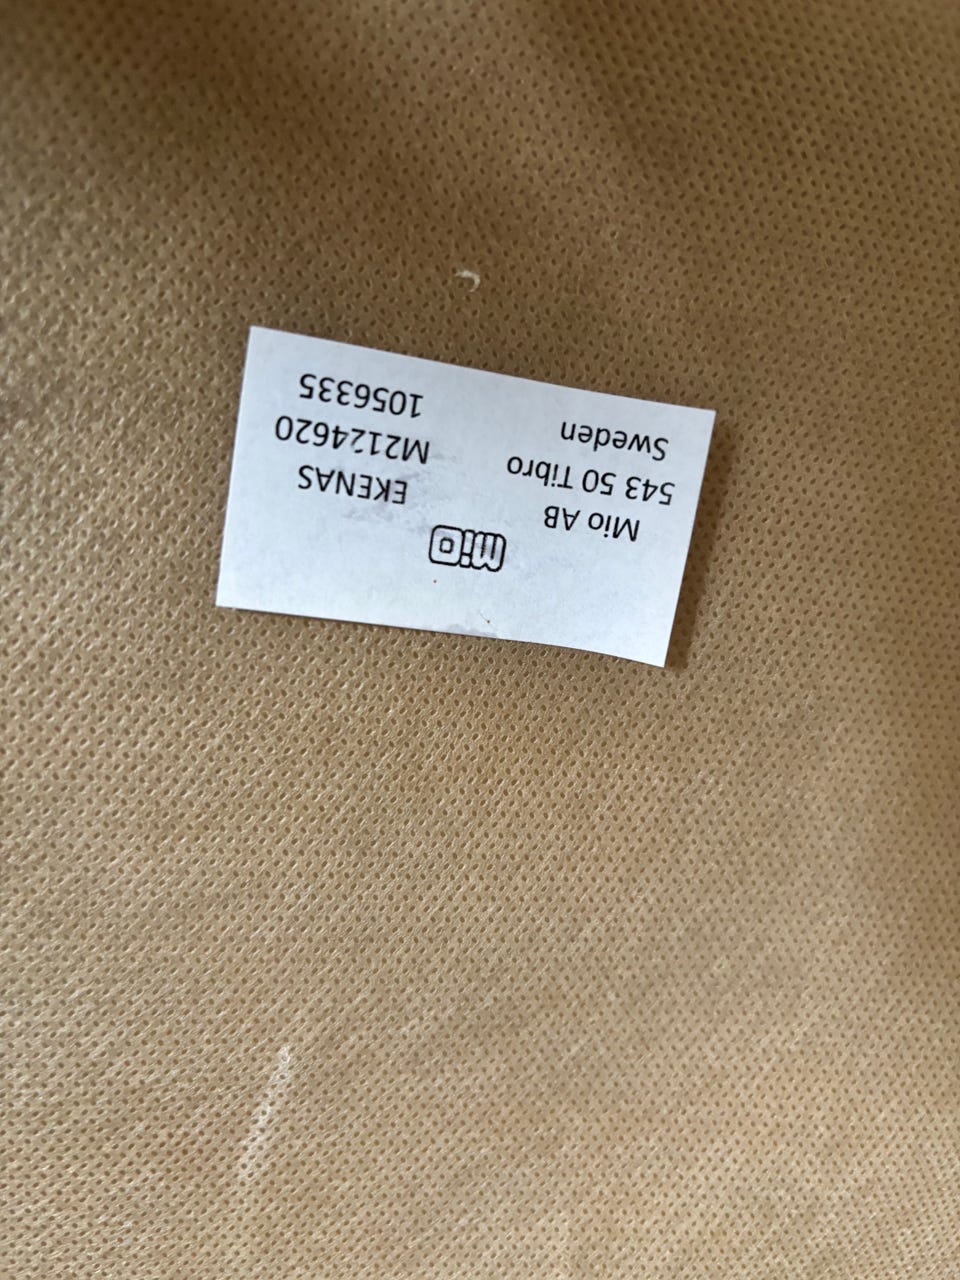 mio
Mio AB
543 50 Tibro
Sweden
EKENAS
M2124620
1056335